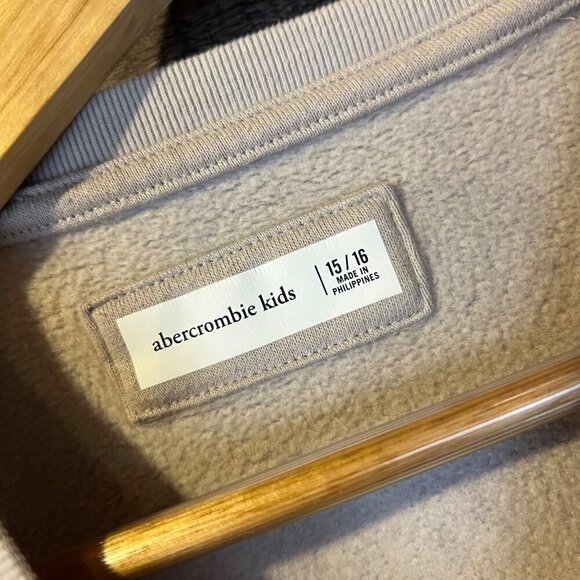 abercrombie kids
15 / 16
MADE IN
PHILIPPINES